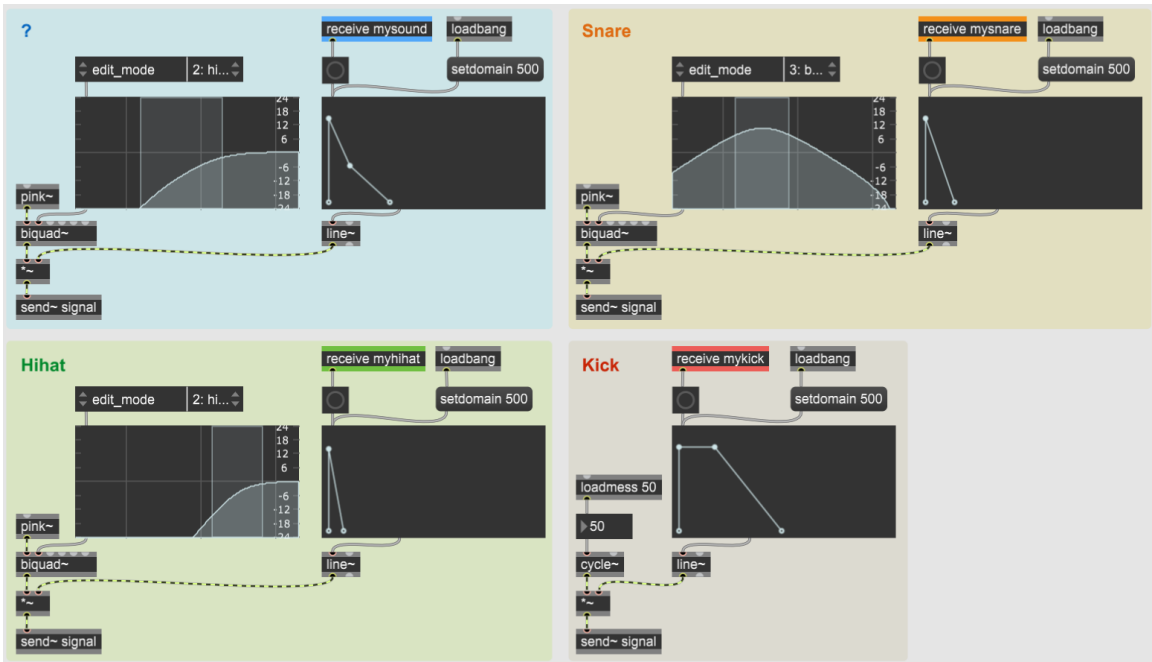 ?
receive mysound
loadbang
edit_mode
2: hi...
setdomain 500
24
18
12
6
-6
-12
-18
-24
pink~
biquad~
line~
*~
send~ signal
Snare
receive mysnare
loadbang
edit_mode
3: b...
setdomain 500
24
18
12
6
-6
-12
-18
-24
pink~
biquad~
line~
*~
send~ signal
Hihat
receive myhihat
loadbang
edit_mode
2: hi...
setdomain 500
24
18
12
6
-6
-12
-18
-24
pink~
biquad~
line~
*~
send~ signal
Kick
receive mykick
loadbang
setdomain 500
loadmess 50
50
cycle~
line~
*~
send~ signal